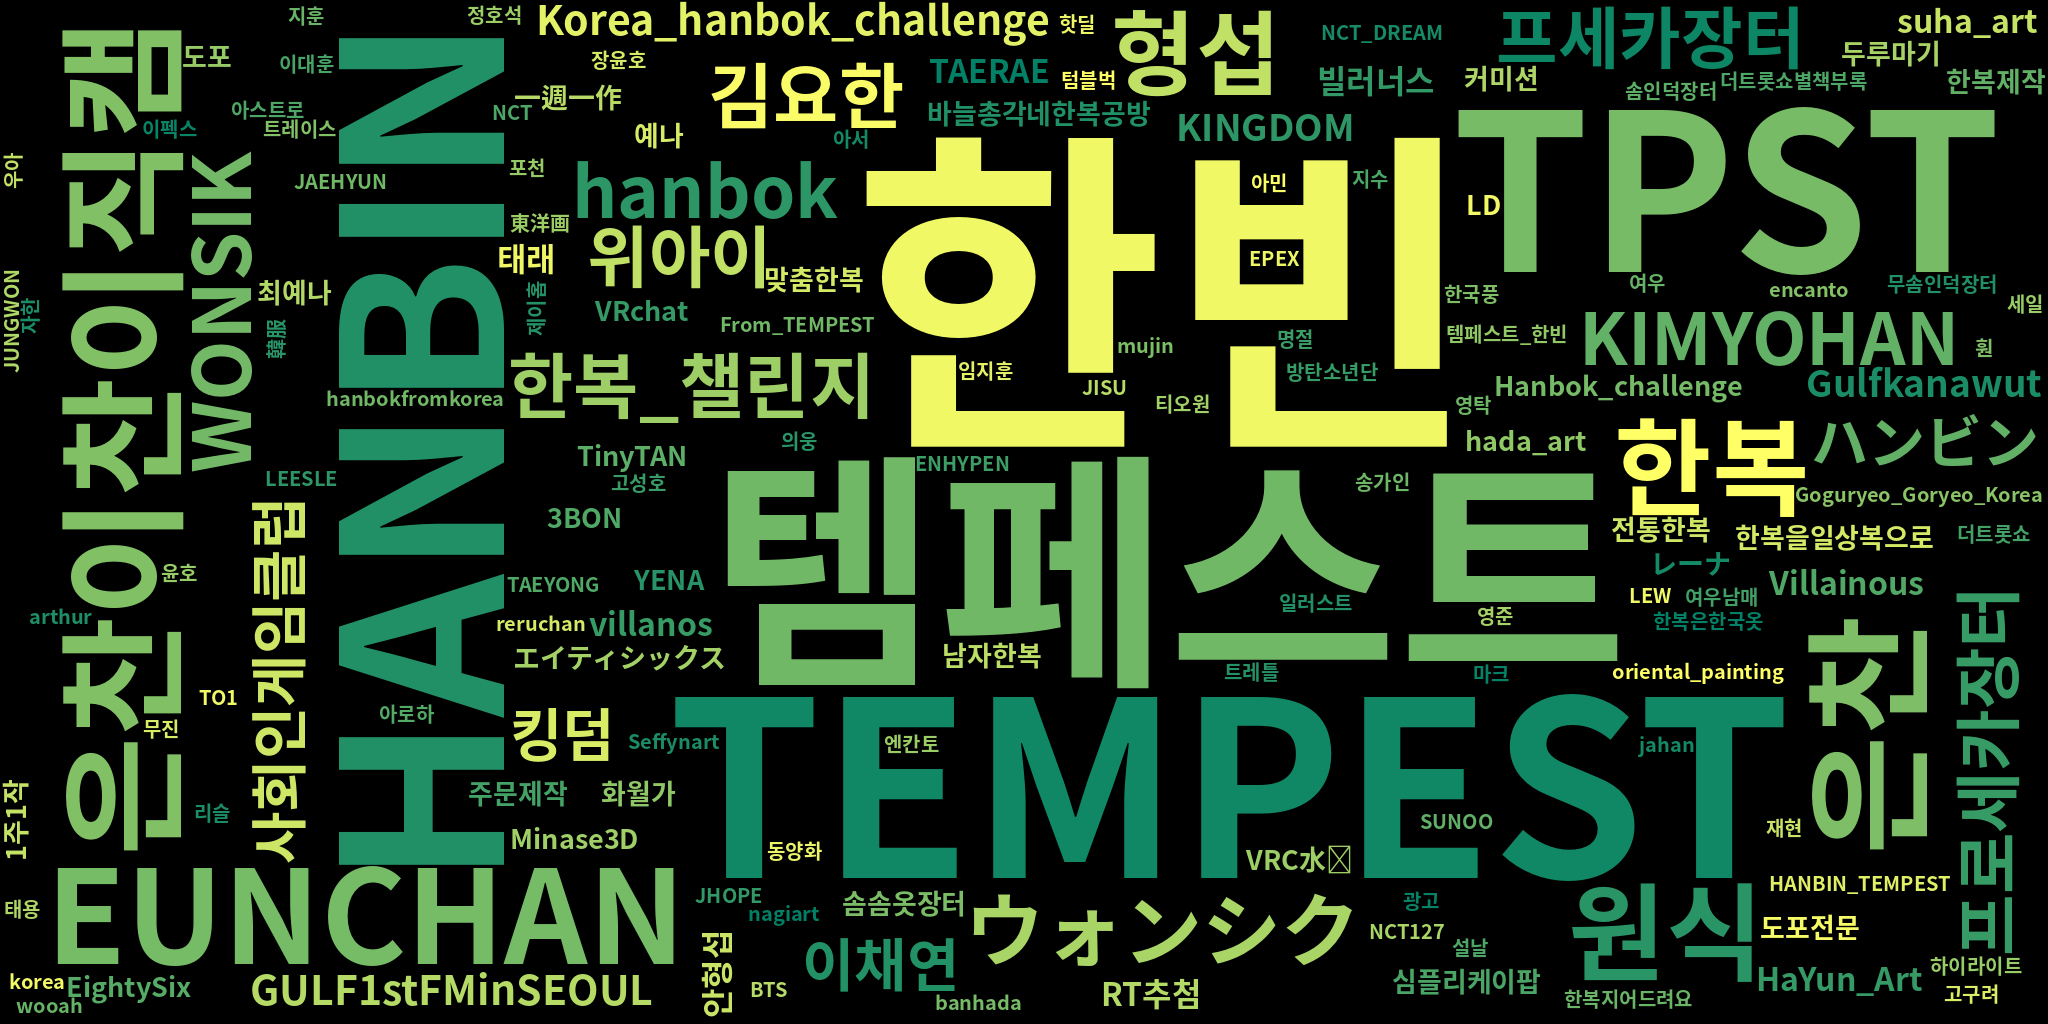 지훈
정호석
Korea_hanbok_challenge
핫딜
형섭
NCT_DREAM
프세카장터
suha_art
은찬이찬이직캠
도포
이대훈
HANBIN
장윤호
김요한
TAERAE
텀블벅
빌러너스
커미션
솜인덕장터
더트롯쇼별책부록
두루마기
한복제작
아스트로
이펙스
트레이스
NCT
一週一作
예나
바늘총각네한복공방
아서
KINGDOM
TPST
우아
WONSIK
JAEHYUN
포천
hanbok
한빈
아민
지수
LD
東洋画
태래
위아이
맞춤한복
EPEX
여우
encanto
무솜인덕장터
한국풍
세일
JUNGWON
자한
최예나
韓服
제이홉
VRchat
From_TEMPEST
mujin
명절
템페스트_한빈
KIMYOHAN
훤
hanbokfromkorea
한복_챌린지
임지훈
JISU
방탄소년단
티오원
영탁
Hanbok_challenge
Gulfkanawut
LEESLE
TinyTAN
의웅
고성호
ENHYPEN
송가인
hada_art
한복
ハンビン
Goguryeo_Goryeo_Korea
사회인게임클럽
3BON
템페스트
전통한복
한복을일상복으로
더트롯쇼
윤호
arthur
TAEYONG
YENA
レーナ
Villainous
reruchan
villanos
일러스트
영준
LEW
여우남매
한복은한국옷
エイティシックス
남자한복
트레틀
마크
oriental_painting
은찬
프로세카장터
TO1
무진
아로하
킹덤
Seffynart
TEMPEST
엔칸토
jahan
1주1작
리슬
주문제작
화월가
Minase3D
동양화
SUNOO
VRC水
재현
태용
EUNCHAN
JHOPE
nagiart
솜솜옷장터
ウォンシク
광고
NCT127
원식
HANBIN_TEMPEST
도포전문
korea
EightySix
wooah
GULF1stFMinSEOUL
안형섭
BTS
이채연
banhada
RT추첨
설날
심플리케이팝
한복지어드려요
HaYun_Art
하이라이트
고구려